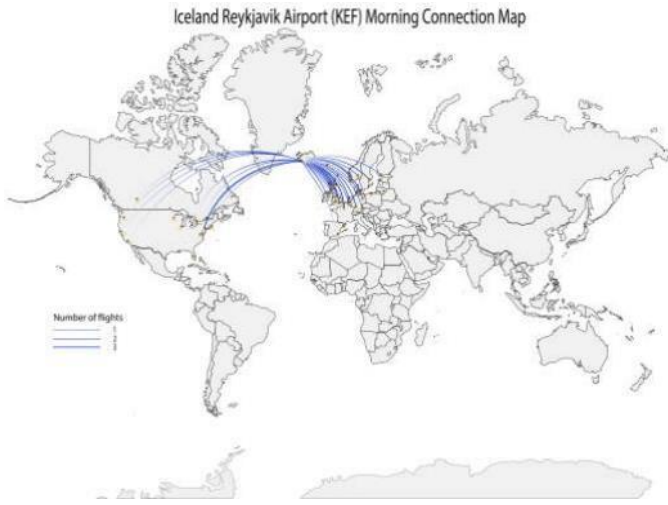 Iceland Reykjavik Airport (KEF) Morning Connection Map
Number of flights